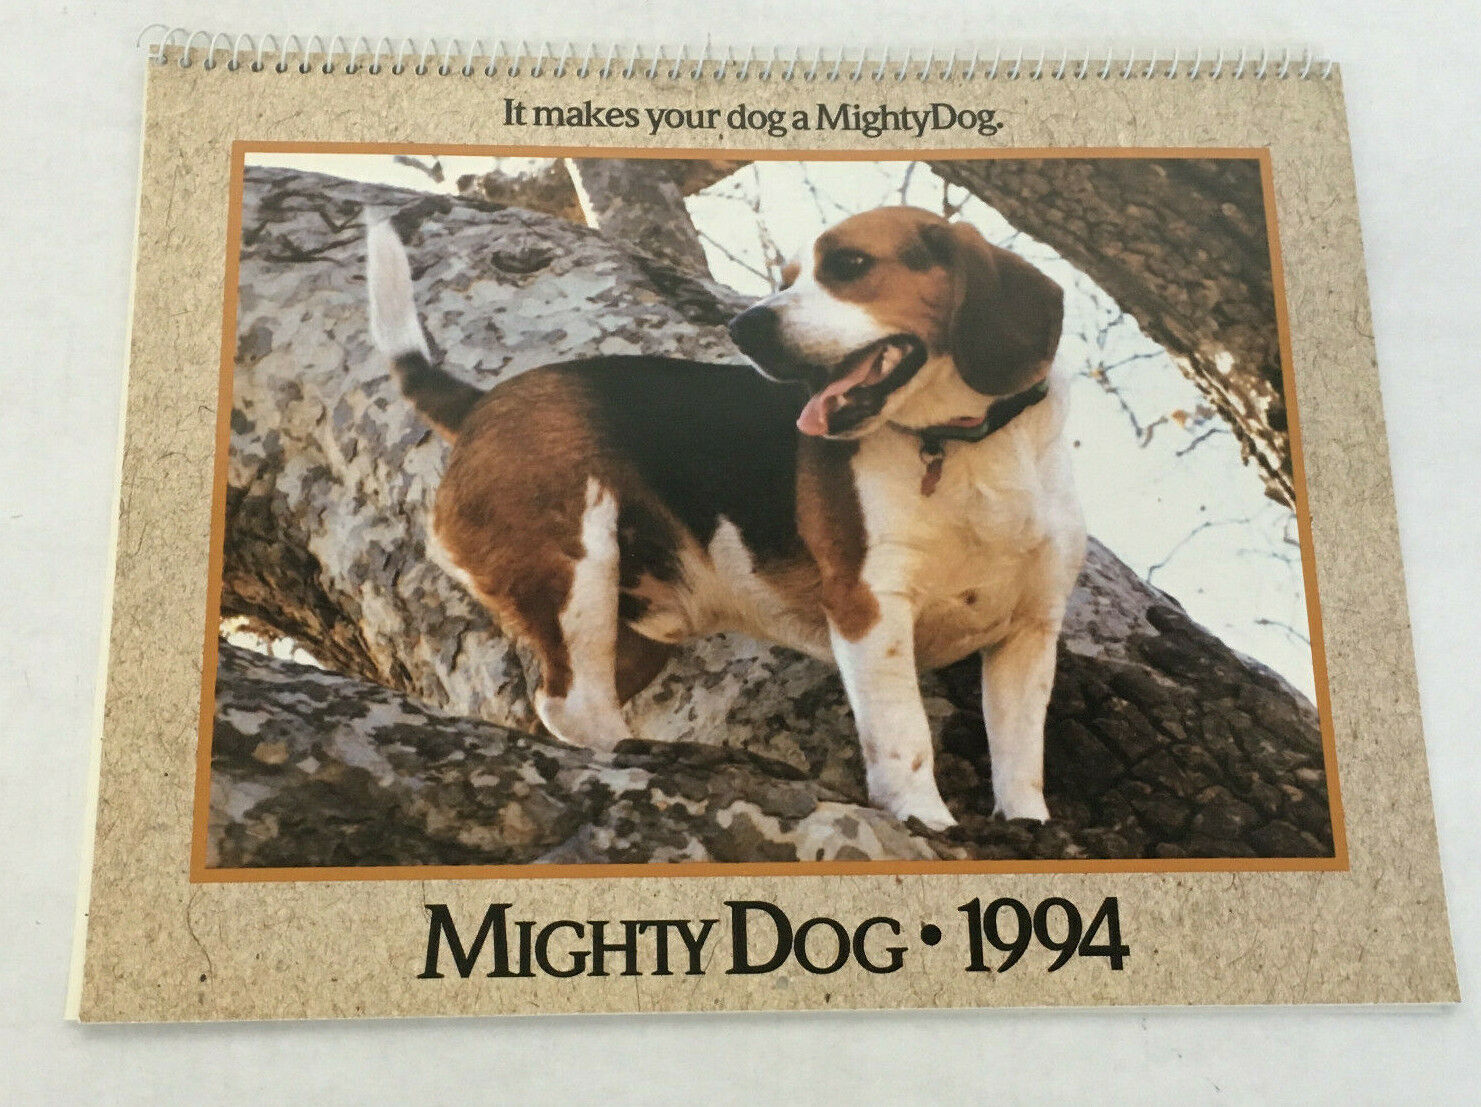 It makes your dog a MightyDog.
MIGHTY DOG • 1994